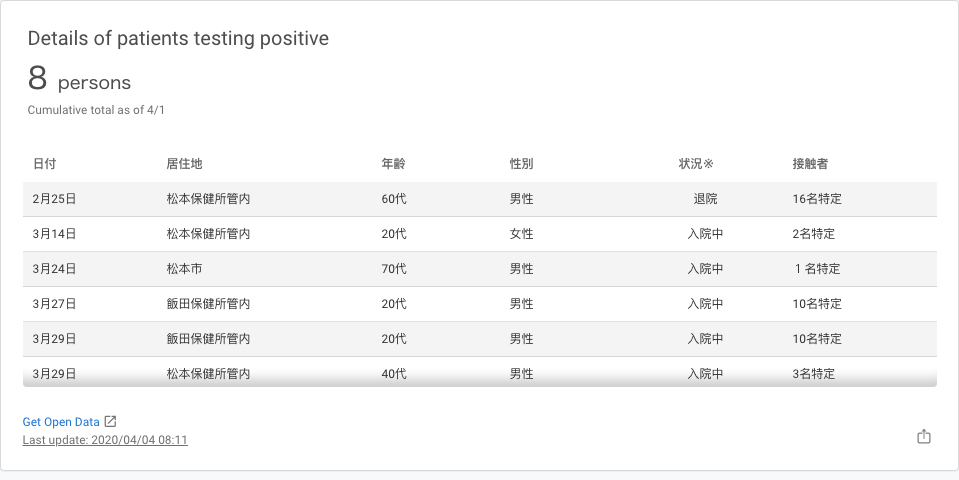 Details of patients testing positive
8 persons
Cumulative total as of 4/1
日付 居住地 年齢 性別 状況※ 接触者
2月25日 松本保健所管内 60代 男性 退院 16名特定
3月14日 松本保健所管内 20代 女性 入院中 2名特定
3月24日 松本市 70代 男性 入院中 1 名特定
3月27日 飯田保健所管内 20代 男性 入院中 10名特定
3月29日 飯田保健所管内 20代 男性 入院中 10名特定
3月29日 松本保健所管内 40代 男性 入院中 3名特定
Get Open Data
Last update: 2020/04/04 08:11